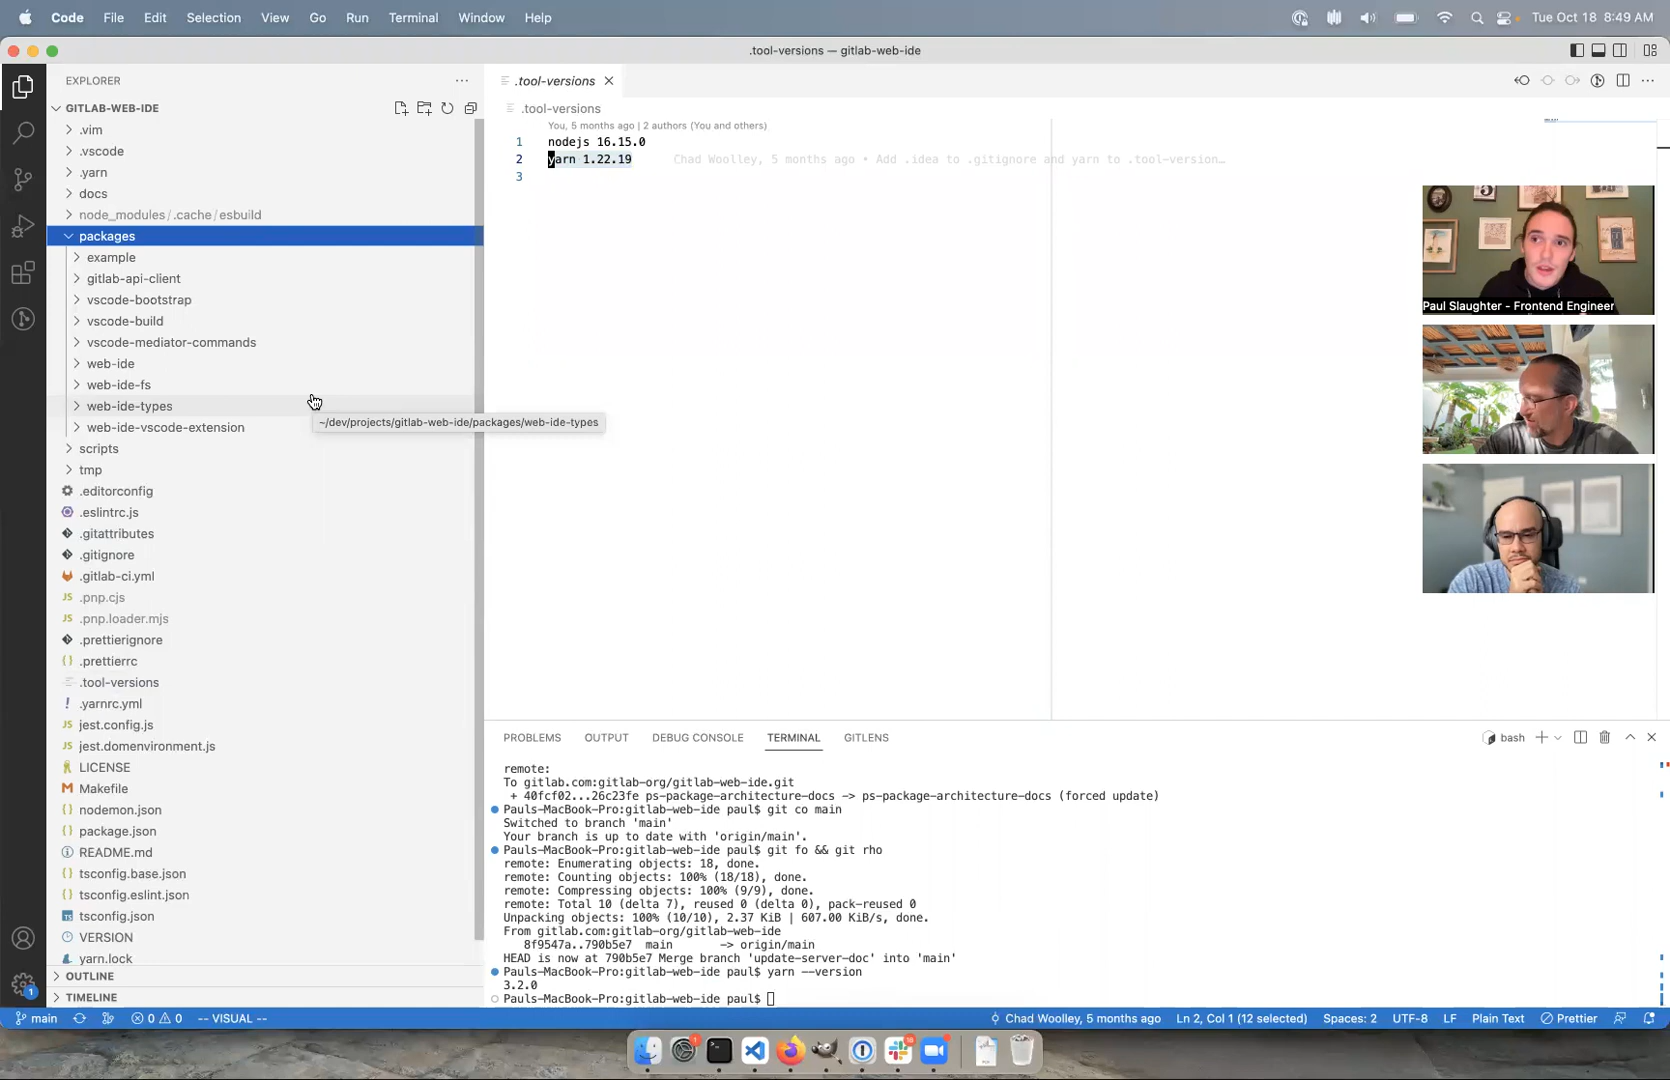 Code File Edit Selection View Go Run Terminal Window Help Tue Oct 18 8:49 AM
.tool-versions — gitlab-web-ide
EXPLORER
GITLAB-WEB-IDE
.vim
.vscode
.yarn
docs
node_modules / .cache / esbuild
packages
example
gitlab-api-client
vscode-bootstrap
vscode-build
vscode-mediator-commands
web-ide
web-ide-fs
web-ide-types
~/dev/projects/gitlab-web-ide/packages/web-ide-types
web-ide-vscode-extension
scripts
tmp
.editorconfig
.eslintrc.js
.gitattributes
.gitignore
.gitlab-ci.yml
.pnp.cjs
.pnp.loader.mjs
.prettierignore
.prettierrc
.tool-versions
.yarnrc.yml
JS jest.config.js
JS jest.domenvironment.js
LICENSE
Makefile
nodemon.json
package.json
README.md
tsconfig.base.json
tsconfig.eslint.json
TS tsconfig.json
VERSION
yarn.lock
OUTLINE
TIMELINE
.tool-versions
.tool-versions
You, 5 months ago | 2 authors (You and others)
1 nodejs 16.15.0
2 yarn 1.22.19 Chad Woolley, 5 months ago • Add .idea to .gitignore and yarn to .tool-version…
3
Paul Slaughter - Frontend Engineer
PROBLEMS OUTPUT DEBUG CONSOLE TERMINAL GITLENS bash
remote:
To gitlab.com:gitlab-org/gitlab-web-ide.git
+ 40fcf02...26c23fe ps-package-architecture-docs -> ps-package-architecture-docs (forced update)
Pauls-MacBook-Pro:gitlab-web-ide paul$ git co main
Switched to branch 'main'
Your branch is up to date with 'origin/main'.
Pauls-MacBook-Pro:gitlab-web-ide paul$ git fo && git rho
remote: Enumerating objects: 18, done.
remote: Counting objects: 100% (18/18), done.
remote: Compressing objects: 100% (9/9), done.
remote: Total 10 (delta 7), reused 0 (delta 0), pack-reused 0
Unpacking objects: 100% (10/10), 2.37 KiB | 607.00 KiB/s, done.
From gitlab.com:gitlab-org/gitlab-web-ide
8f9547a..790b5e7 main -> origin/main
HEAD is now at 790b5e7 Merge branch 'update-server-doc' into 'main'
Pauls-MacBook-Pro:gitlab-web-ide paul$ yarn --version
3.2.0
Pauls-MacBook-Pro:gitlab-web-ide paul$
1
main 0 0 -- VISUAL -- Chad Woolley, 5 months ago Ln 2, Col 1 (12 selected) Spaces: 2 UTF-8 LF Plain Text Prettier